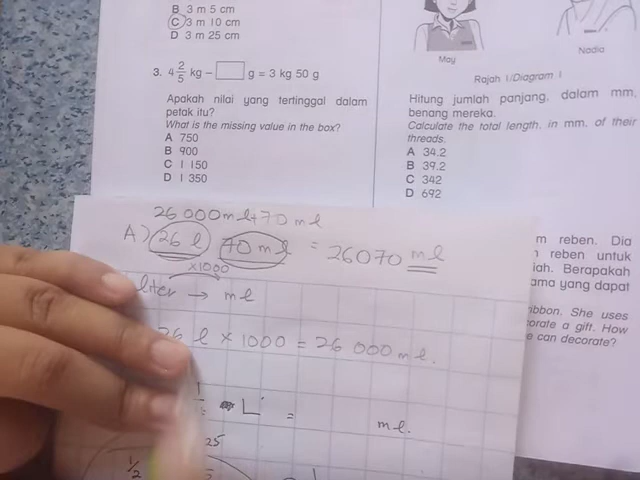 B 3 m 5 cm
C 3 m 10 cm
D 3 m 25 cm
3. 4 2/5 kg – □ g = 3 kg 50 g
Apakah nilai yang tertinggal dalam
petak itu?
What is the missing value in the box?
A 750
B 900
C 1 150
D 1 350
May
Nadia
Rajah 1/Diagram 1
Hitung jumlah panjang, dalam mm,
benang mereka.
Calculate the total length, in mm, of their
threads.
A 34.2
B 39.2
C 342
D 692
m reben. Dia
reben untuk
iah. Berapakah
ama yang dapat
ibbon. She uses
orate a gift. How
e can decorate?
26 000 ml + 70 ml
A) 26 l 70 ml = 26070 ml
x1000
liter → ml
26 l x 1000 = 26 000 ml.
L = ml.
25
1/2